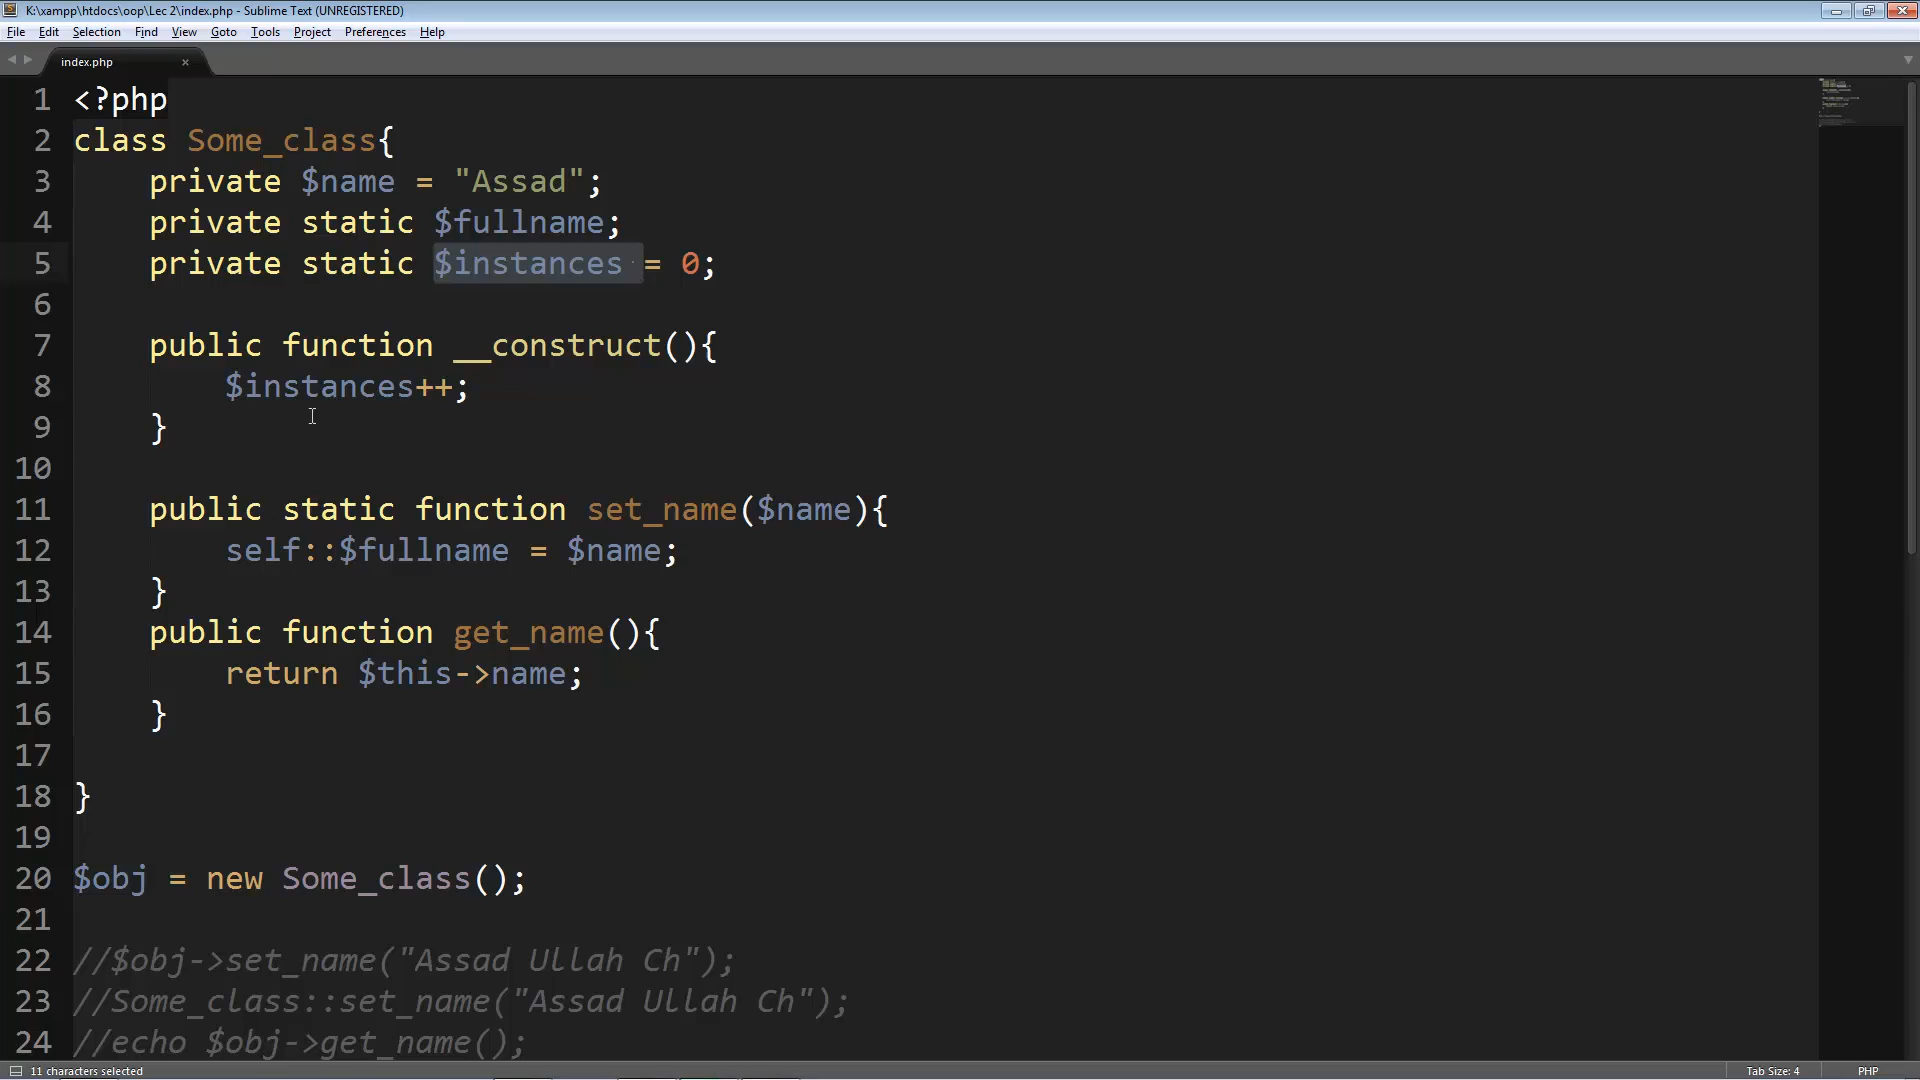 K:\xampp\htdocs\oop\Lec 2\index.php - Sublime Text (UNREGISTERED)
File Edit Selection Find View Goto Tools Project Preferences Help
index.php ×
1 <?php
2 class Some_class{
3 private $name = "Assad";
4 private static $fullname;
5 private static $instances = 0;
6
7 public function __construct(){
8 $instances++;
9 }
10
11 public static function set_name($name){
12 self::$fullname = $name;
13 }
14 public function get_name(){
15 return $this->name;
16 }
17
18 }
19
20 $obj = new Some_class();
21
22 //$obj->set_name("Assad Ullah Ch");
23 //Some_class::set_name("Assad Ullah Ch");
24 //echo $obj->get_name();
11 characters selected Tab Size: 4 PHP